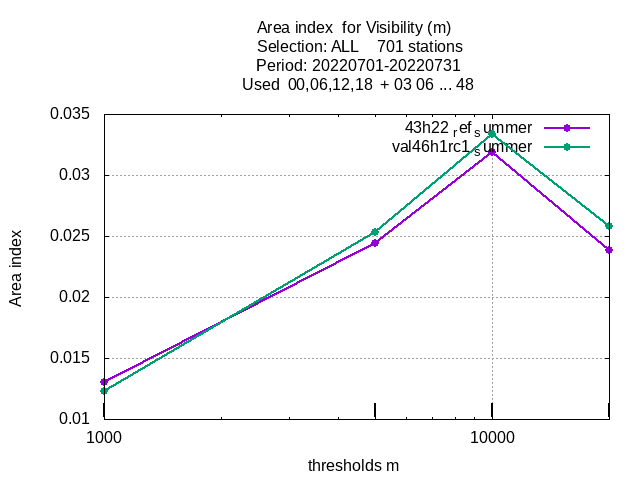 Area index  for Visibility (m)
Selection: ALL    701 stations
Period: 20220701-20220731
Used  00,06,12,18  + 03 06 ... 48
0.035
43h22 ref summer
val46h1rc1 summer
0.03
0.025
0.02
0.015
0.01
Area index
1000
10000
thresholds m